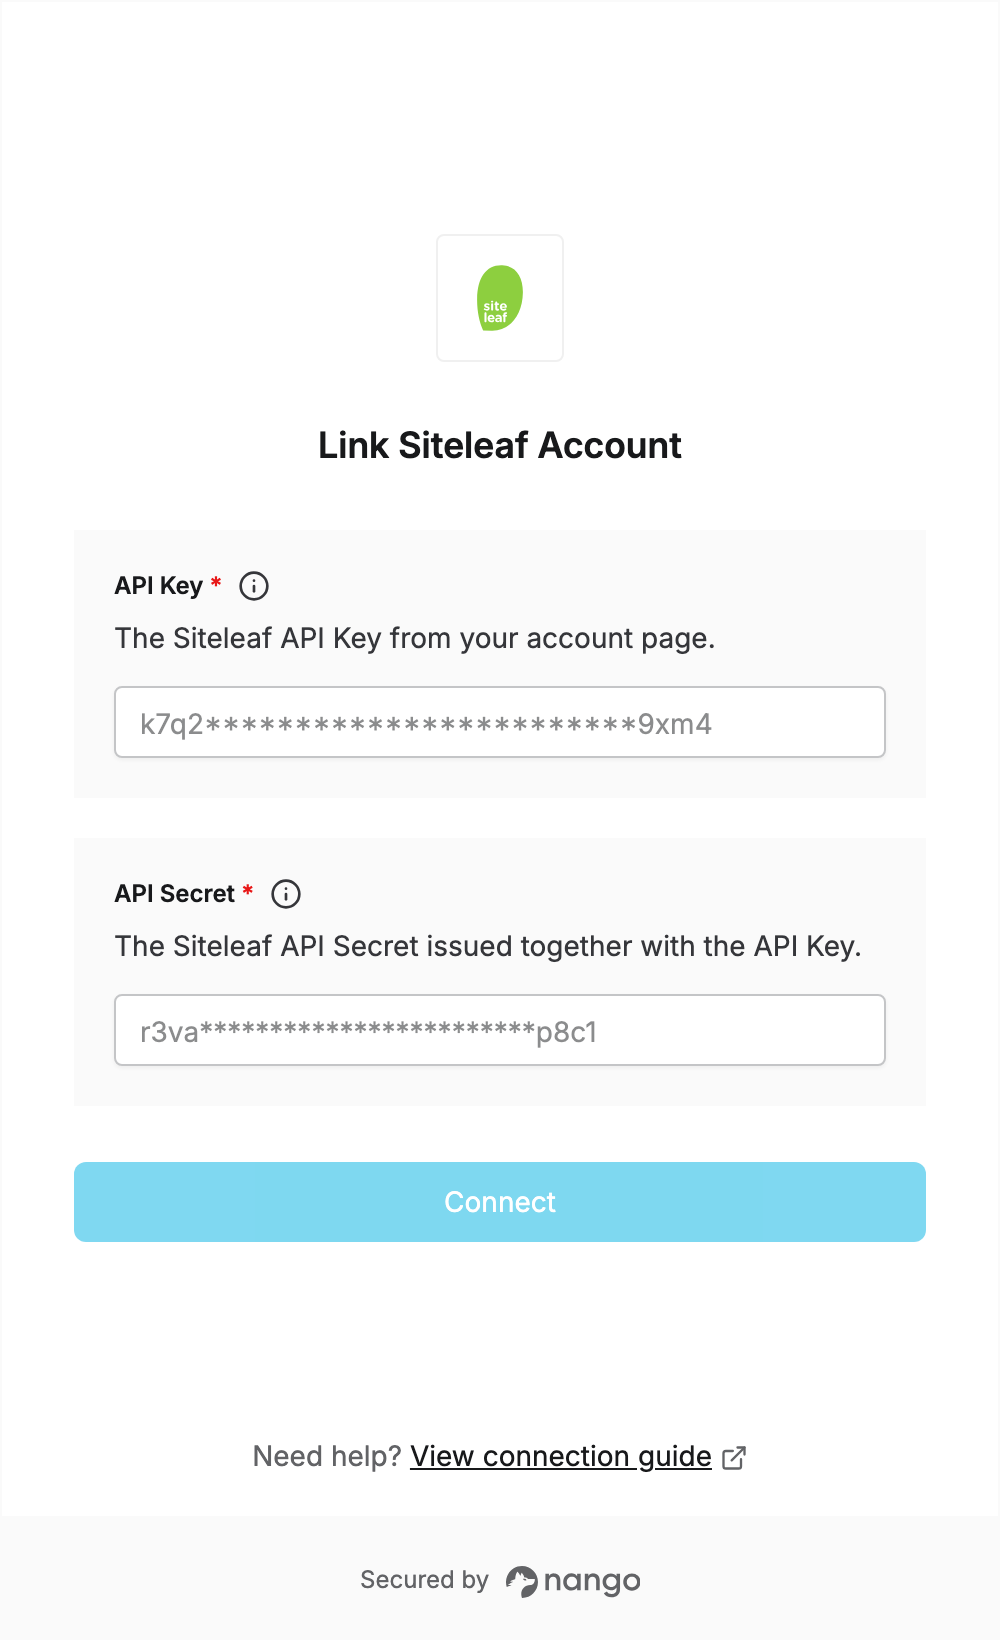 site
leaf
Link Siteleaf Account
API Key *
The Siteleaf API Key from your account page.
k7q2************************9xm4
API Secret *
The Siteleaf API Secret issued together with the API Key.
r3va************************p8c1
Connect
Need help? View connection guide
Secured by nango